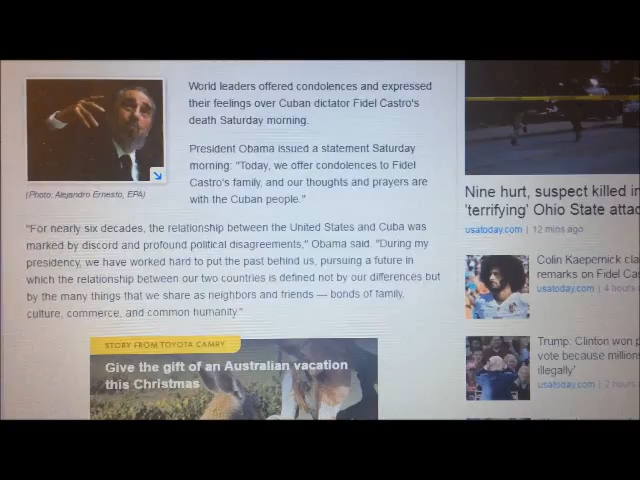 World leaders offered condolences and expressed
their feelings over Cuban dictator Fidel Castro's
death Saturday morning.
President Obama issued a statement Saturday
morning: "Today, we offer condolences to Fidel
Castro's family, and our thoughts and prayers are
with the Cuban people."
(Photo: Alejandro Ernesto, EPA)
"For nearly six decades, the relationship between the United States and Cuba was
marked by discord and profound political disagreements," Obama said. "During my
presidency, we have worked hard to put the past behind us, pursuing a future in
which the relationship between our two countries is defined not by our differences but
by the many things that we share as neighbors and friends — bonds of family,
culture, commerce, and common humanity."
STORY FROM TOYOTA CAMRY
Give the gift of an Australian vacation
this Christmas
Nine hurt, suspect killed in
'terrifying' Ohio State attac
usatoday.com | 12 mins ago
Colin Kaepernick cla
remarks on Fidel Cas
usatoday.com | 4 hours
Trump: Clinton won p
vote because millions
illegally'
usatoday.com | 2 hours